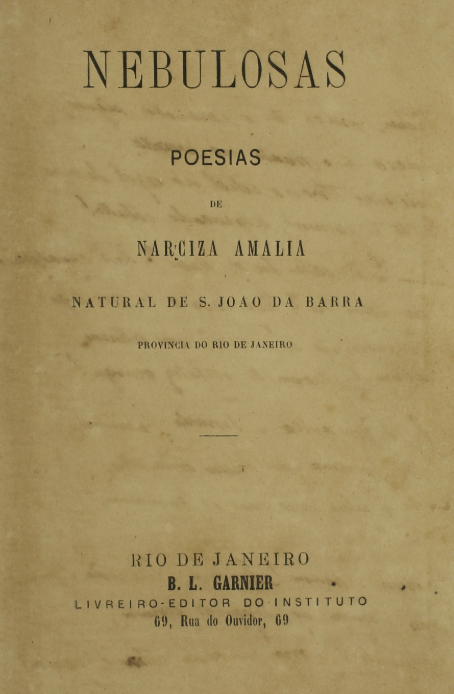 NEBULOSAS
POESIAS
DE
NARCIZA AMALIA
NATURAL DE S. JOAO DA BARRA
PROVINCIA DO RIO DE JANEIRO
RIO DE JANEIRO
B. L. GARNIER
LIVREIRO-EDITOR DO INSTITUTO
69, Rua do Ouvidor, 69